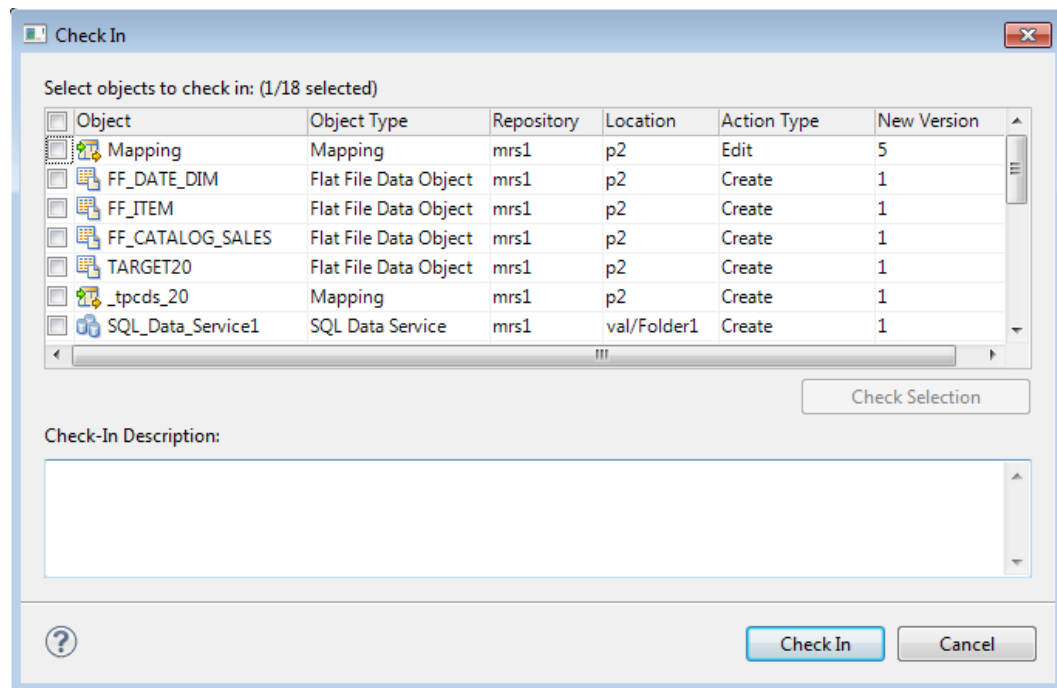 Check In
Select objects to check in: (1/18 selected)
Object Object Type Repository Location Action Type New Version
Mapping Mapping mrs1 p2 Edit 5
FF_DATE_DIM Flat File Data Object mrs1 p2 Create 1
FF_ITEM Flat File Data Object mrs1 p2 Create 1
FF_CATALOG_SALES Flat File Data Object mrs1 p2 Create 1
TARGET20 Flat File Data Object mrs1 p2 Create 1
_tpcds_20 Mapping mrs1 p2 Create 1
SQL_Data_Service1 SQL Data Service mrs1 val/Folder1 Create 1
Check Selection
Check-In Description:
Check In Cancel